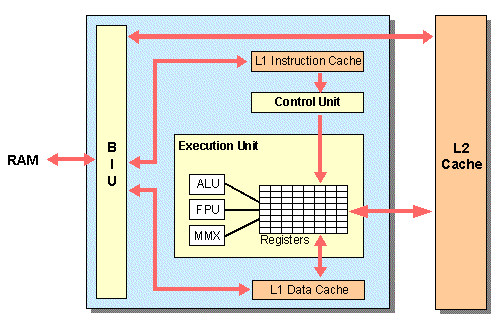 L1 Instruction Cache
Control Unit
B
I
U
RAM
Execution Unit
ALU
FPU
MMX
Registers
L1 Data Cache
L2
Cache